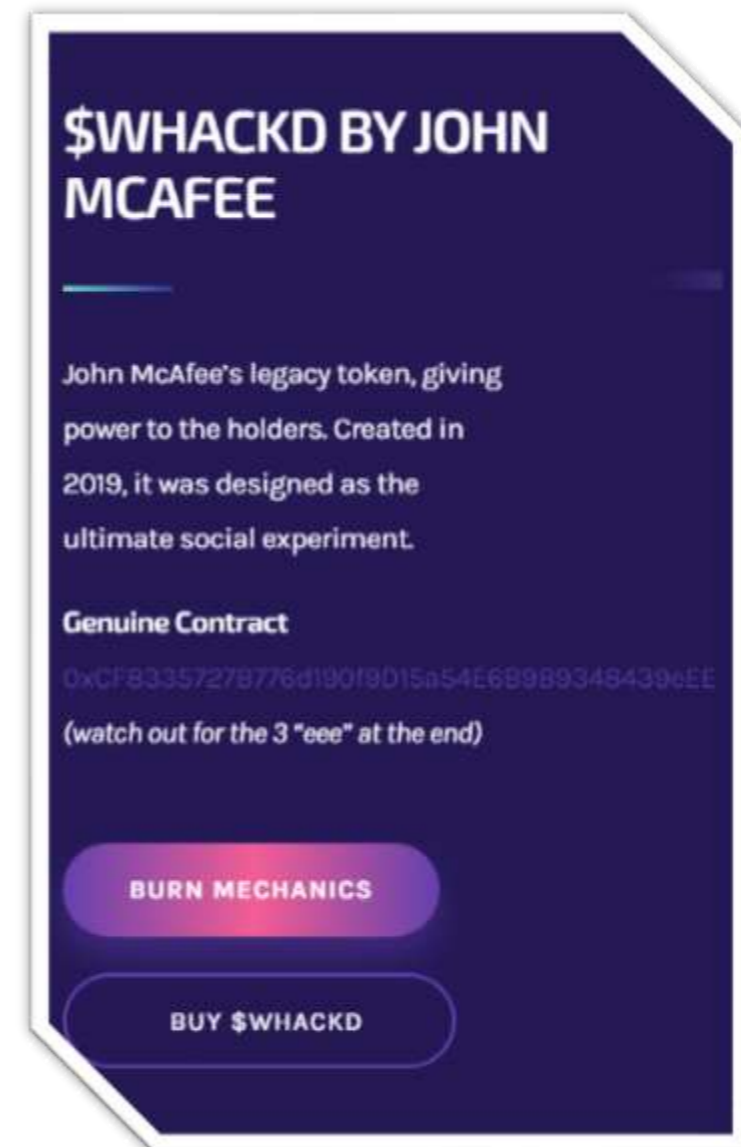 $WHACKD BY JOHN
MCAFEE
John McAfee's legacy token, giving
power to the holders. Created in
2019, it was designed as the
ultimate social experiment.
Genuine Contract
(watch out for the 3 "eee" at the end)
BURN MECHANICS
BUY $WHACKD